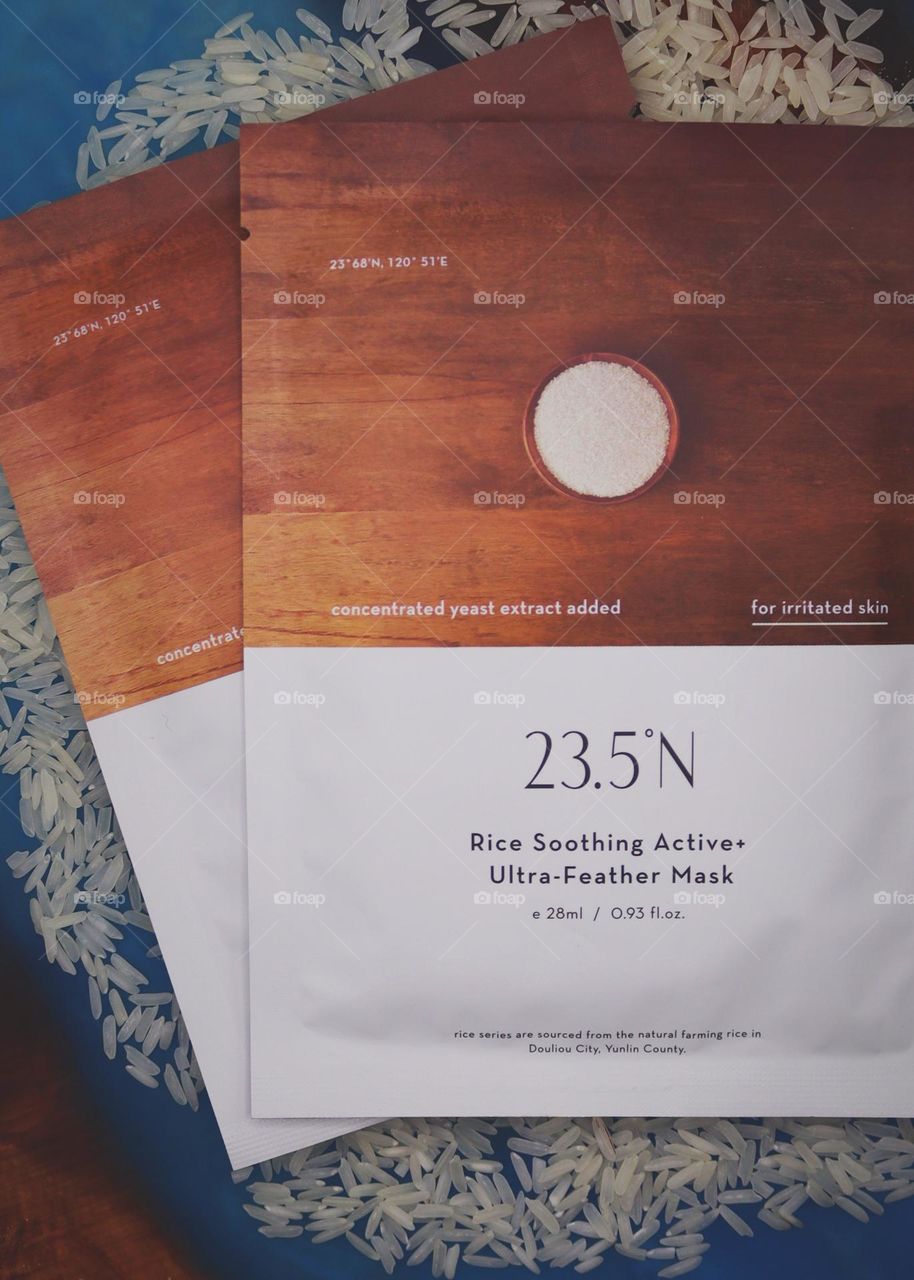 23°68'N, 120° 51'E
23°68'N, 120° 51'E
concentrated yeast extract added
for irritated skin
concentrate
23.5°N
Rice Soothing Active+
Ultra-Feather Mask
e 28ml / 0.93 fl.oz.
rice series are sourced from the natural farming rice in
Douliou City, Yunlin County.
foap